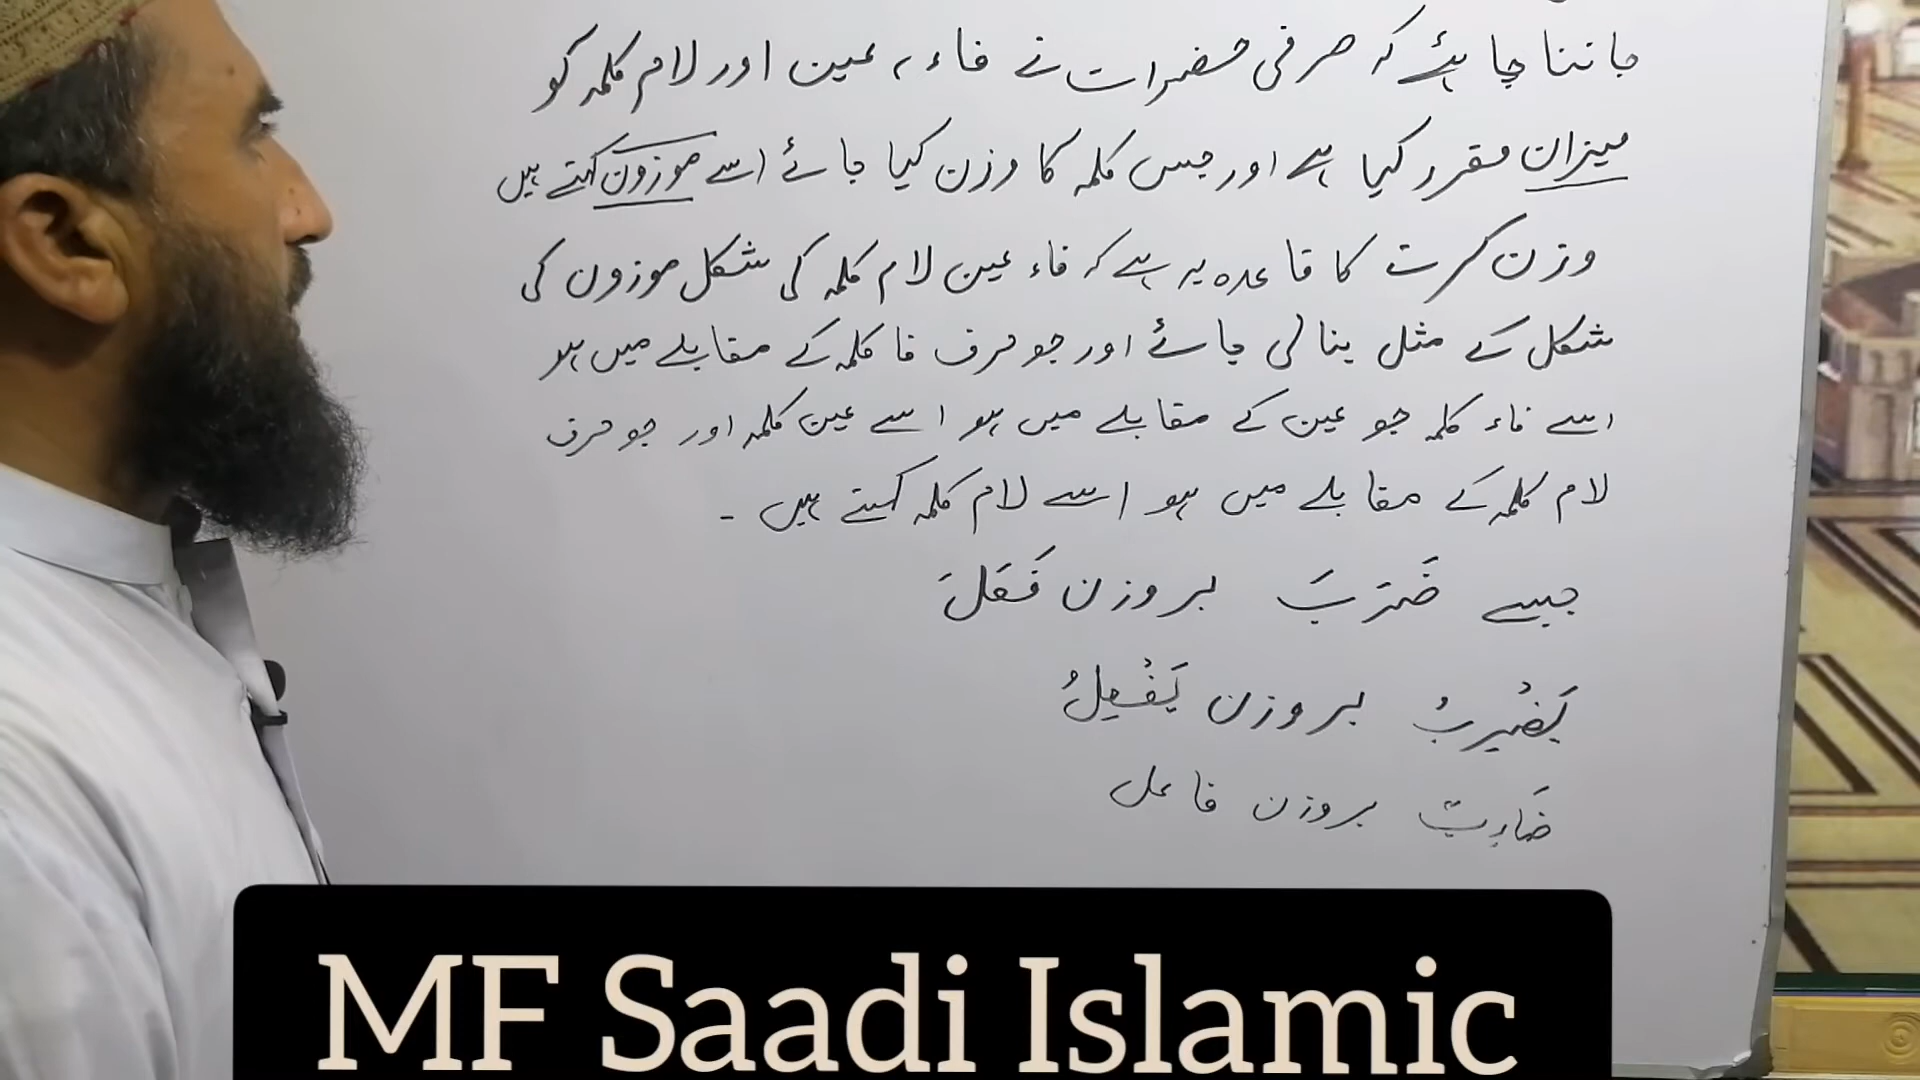 جاننا چاہئے کہ صرفی حضرات نے فاء، عین اور لام کلمہ کو
میزان مقرر کیا ہے اور جس کلمہ کا وزن کیا جائے اسے موزون کہتے ہیں
وزن کرنے کا قاعدہ یہ ہے کہ فاء عین لام کلمہ کی شکل موزون کی
شکل کے مثل بنالی جائے اور جو حرف فا کلمہ کے مقابلے میں ہو
اسے فاء کلمہ جو عین کے مقابلے میں ہو اسے عین کلمہ اور جو حرف
لام کلمہ کے مقابلے میں ہو اسے لام کلمہ کہتے ہیں ۔
جیسے ضَرَبَ بروزن فَعَلَ
يَضْرِبُ بروزن يَفْعِلُ
ضَارِبٌ بروزن فاعل
MF Saadi Islamic